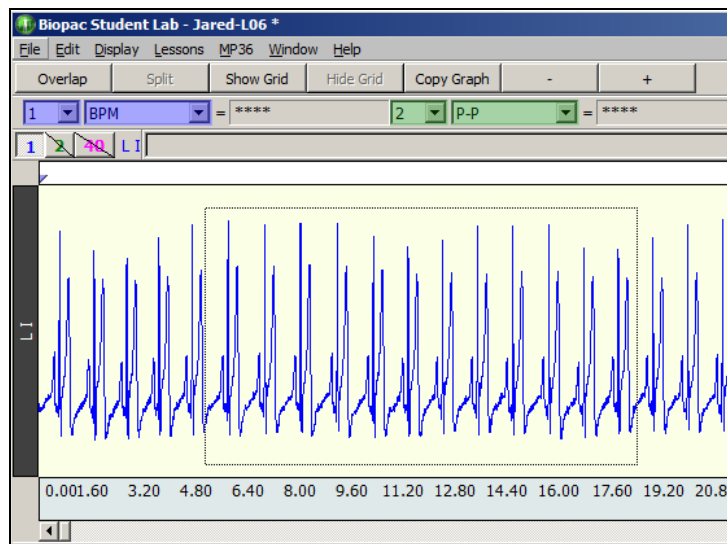 Biopac Student Lab - Jared-L06 *
File Edit Display Lessons MP36 Window Help
Overlap Split Show Grid Hide Grid Copy Graph - +
1 BPM = **** 2 P-P = ****
1 2 40 L I
L I
0.00 1.60 3.20 4.80 6.40 8.00 9.60 11.20 12.80 14.40 16.00 17.60 19.20 20.8